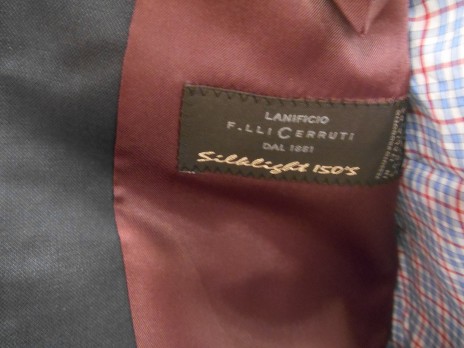 LANIFICIO
F.LLI CERRUTI
DAL 1881
Silklight 150'S